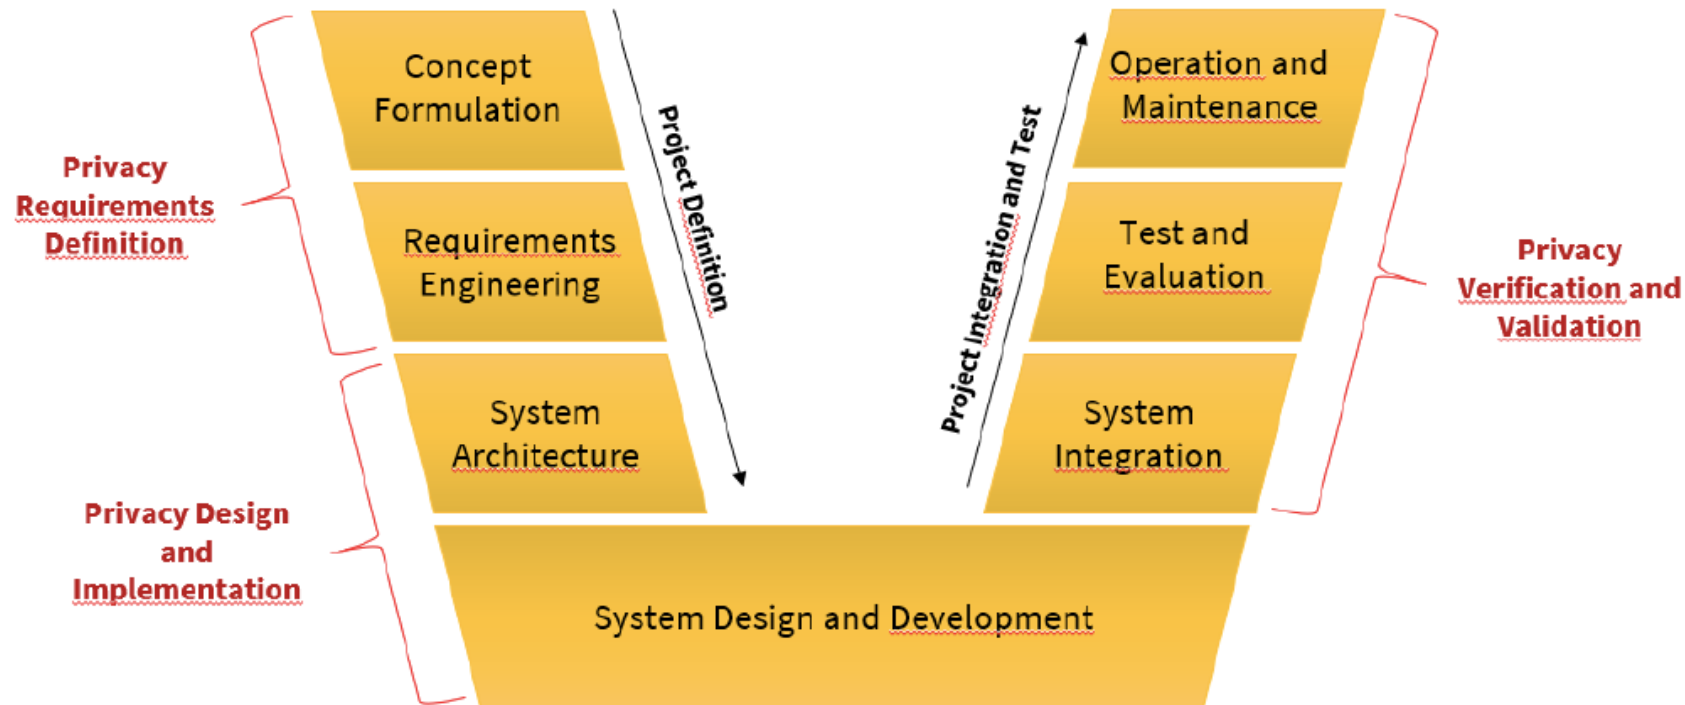 Concept
Formulation
Requirements
Engineering
System
Architecture
System Design and Development
System
Integration
Test and
Evaluation
Operation and
Maintenance
Project Definition
Project Integration and Test
Privacy
Requirements
Definition
Privacy Design
and
Implementation
Privacy
Verification and
Validation